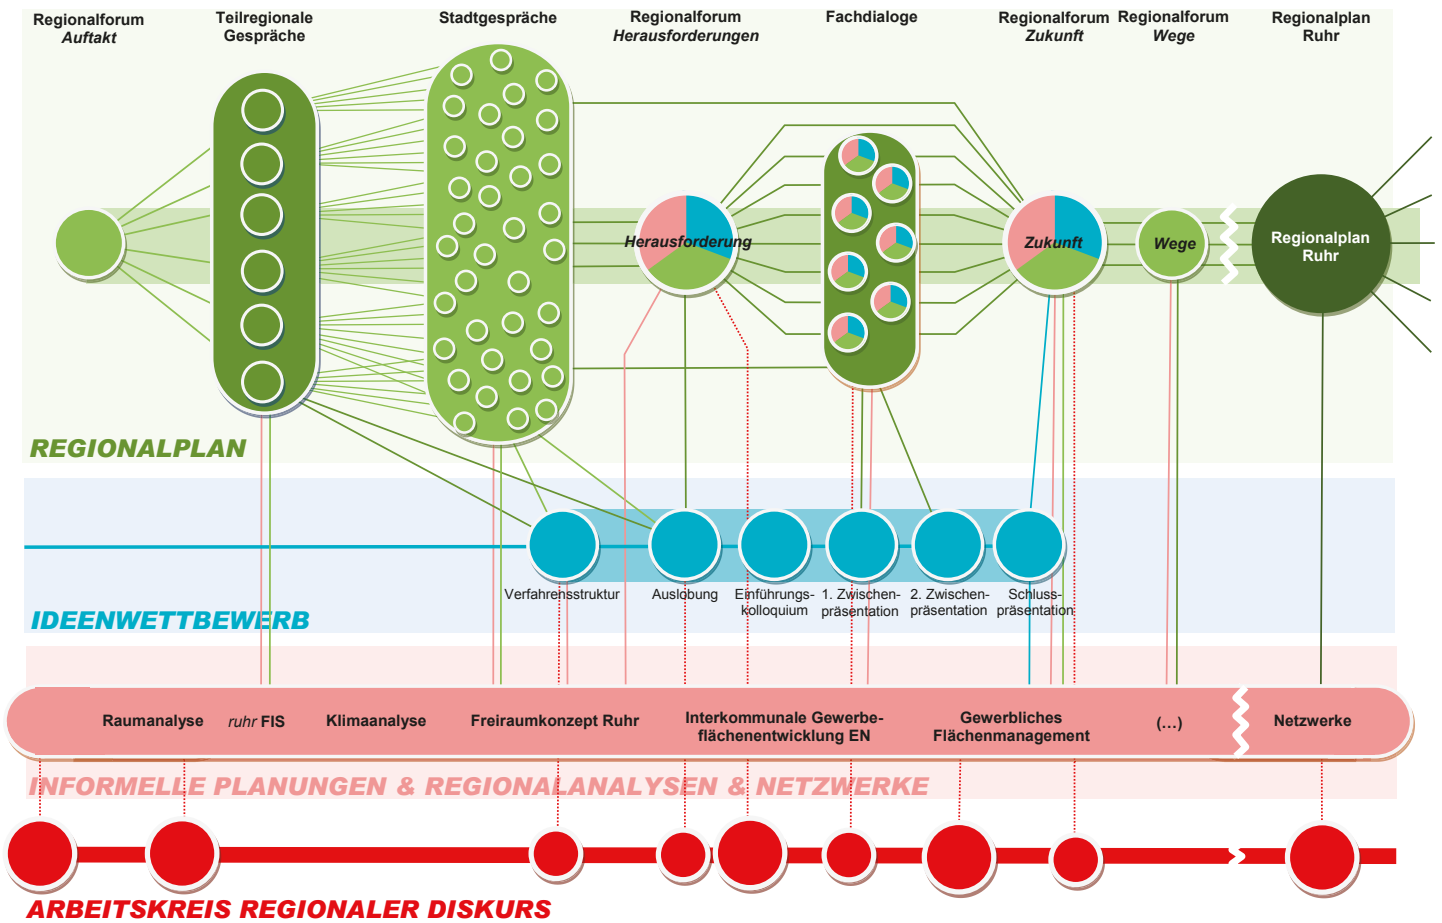 Regionalforum
Auftakt
Teilregionale
Gespräche
Stadtgespräche
Regionalforum
Herausforderungen
Fachdialoge
Regionalforum
Zukunft
Regionalforum
Wege
Regionalplan
Ruhr
Herausforderung
Zukunft
Wege
Regionalplan
Ruhr
REGIONALPLAN
Verfahrensstruktur
Auslobung
Einführungs-
kolloquium
1. Zwischen-
präsentation
2. Zwischen-
präsentation
Schluss-
präsentation
IDEENWETTBEWERB
Raumanalyse
ruhr FIS
Klimaanalyse
Freiraumkonzept Ruhr
Interkommunale Gewerbe-
flächenentwicklung EN
Gewerbliches
Flächenmanagement
(…)
Netzwerke
INFORMELLE PLANUNGEN & REGIONALANALYSEN & NETZWERKE
ARBEITSKREIS REGIONALER DISKURS